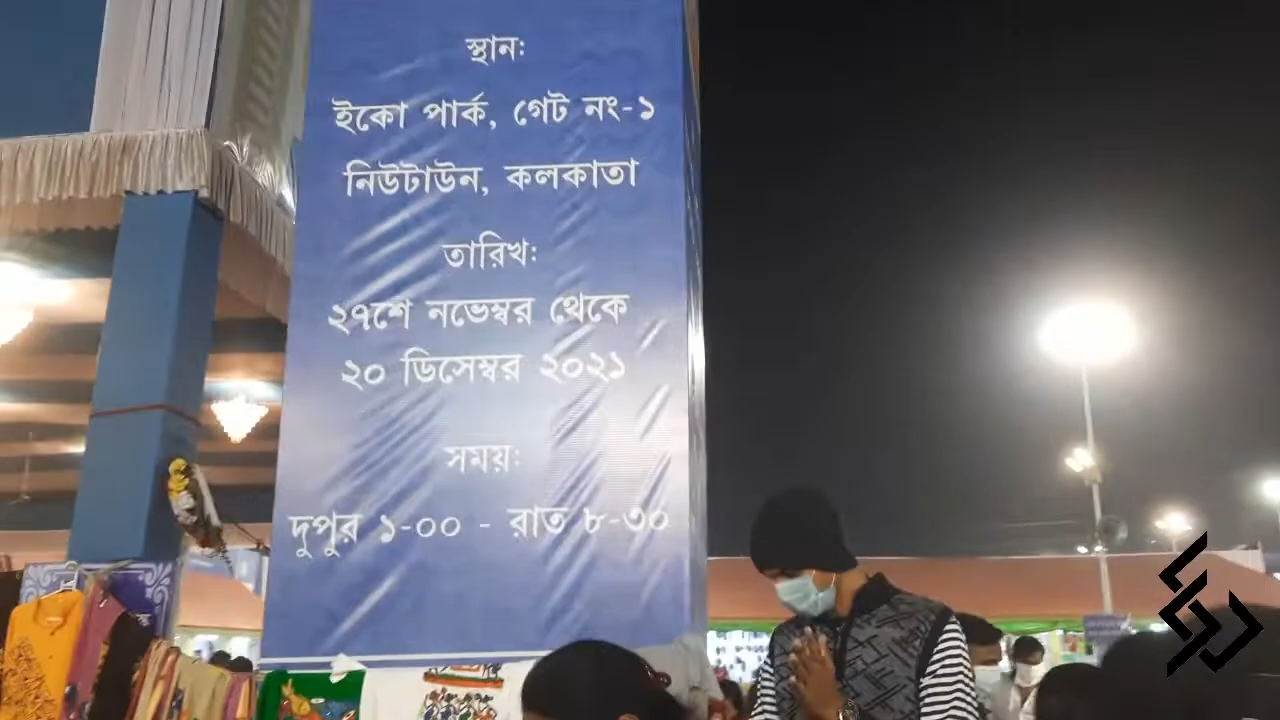 স্থানঃ
ইকো পার্ক, গেট নং-১
নিউটাউন, কলকাতা
তারিখঃ
২৭শে নভেম্বর থেকে
২০ ডিসেম্বর ২০২১
সময়ঃ
দুপুর ১-০০ - রাত ৮-৩০